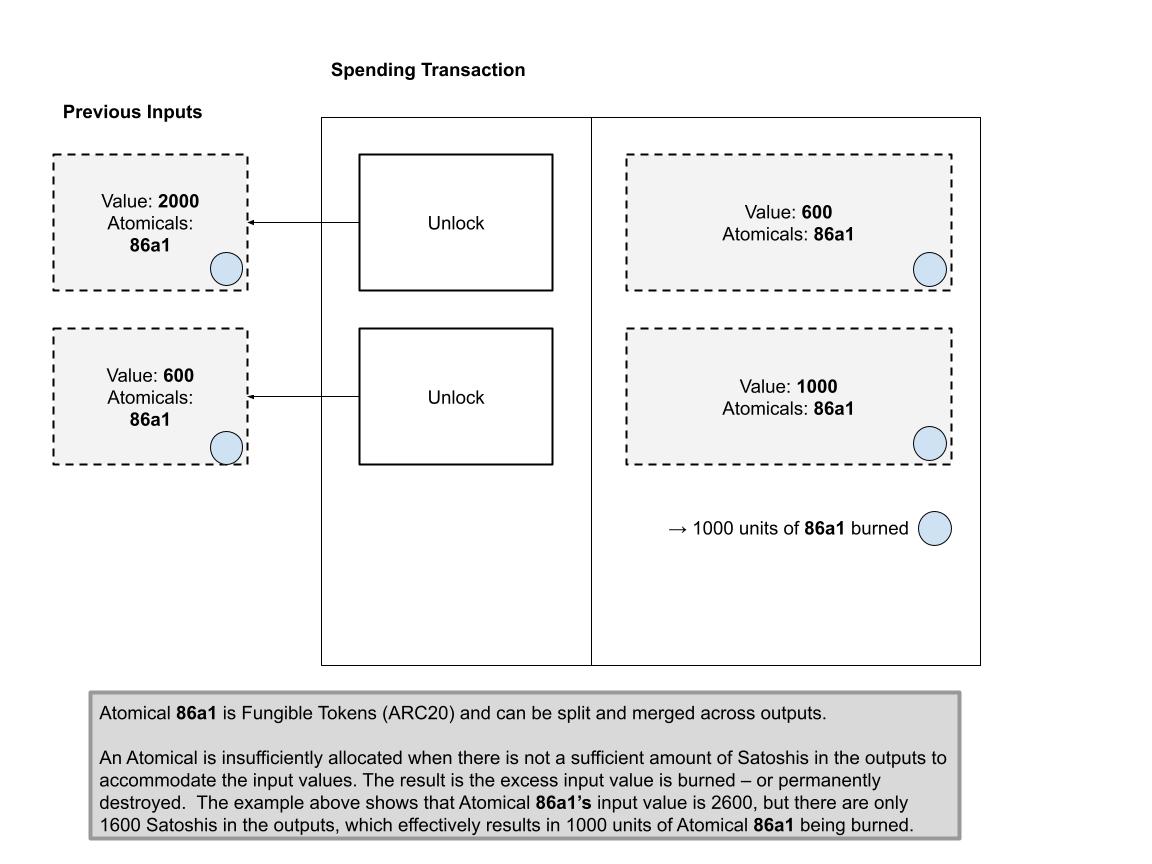 Spending Transaction
Previous Inputs
Value: 2000
Atomicals:
86a1
Unlock
Value: 600
Atomicals: 86a1
Value: 600
Atomicals:
86a1
Unlock
Value: 1000
Atomicals: 86a1
→ 1000 units of 86a1 burned
Atomical 86a1 is Fungible Tokens (ARC20) and can be split and merged across outputs.
An Atomical is insufficiently allocated when there is not a sufficient amount of Satoshis in the outputs to
accommodate the input values. The result is the excess input value is burned – or permanently
destroyed.  The example above shows that Atomical 86a1’s input value is 2600, but there are only
1600 Satoshis in the outputs, which effectively results in 1000 units of Atomical 86a1 being burned.